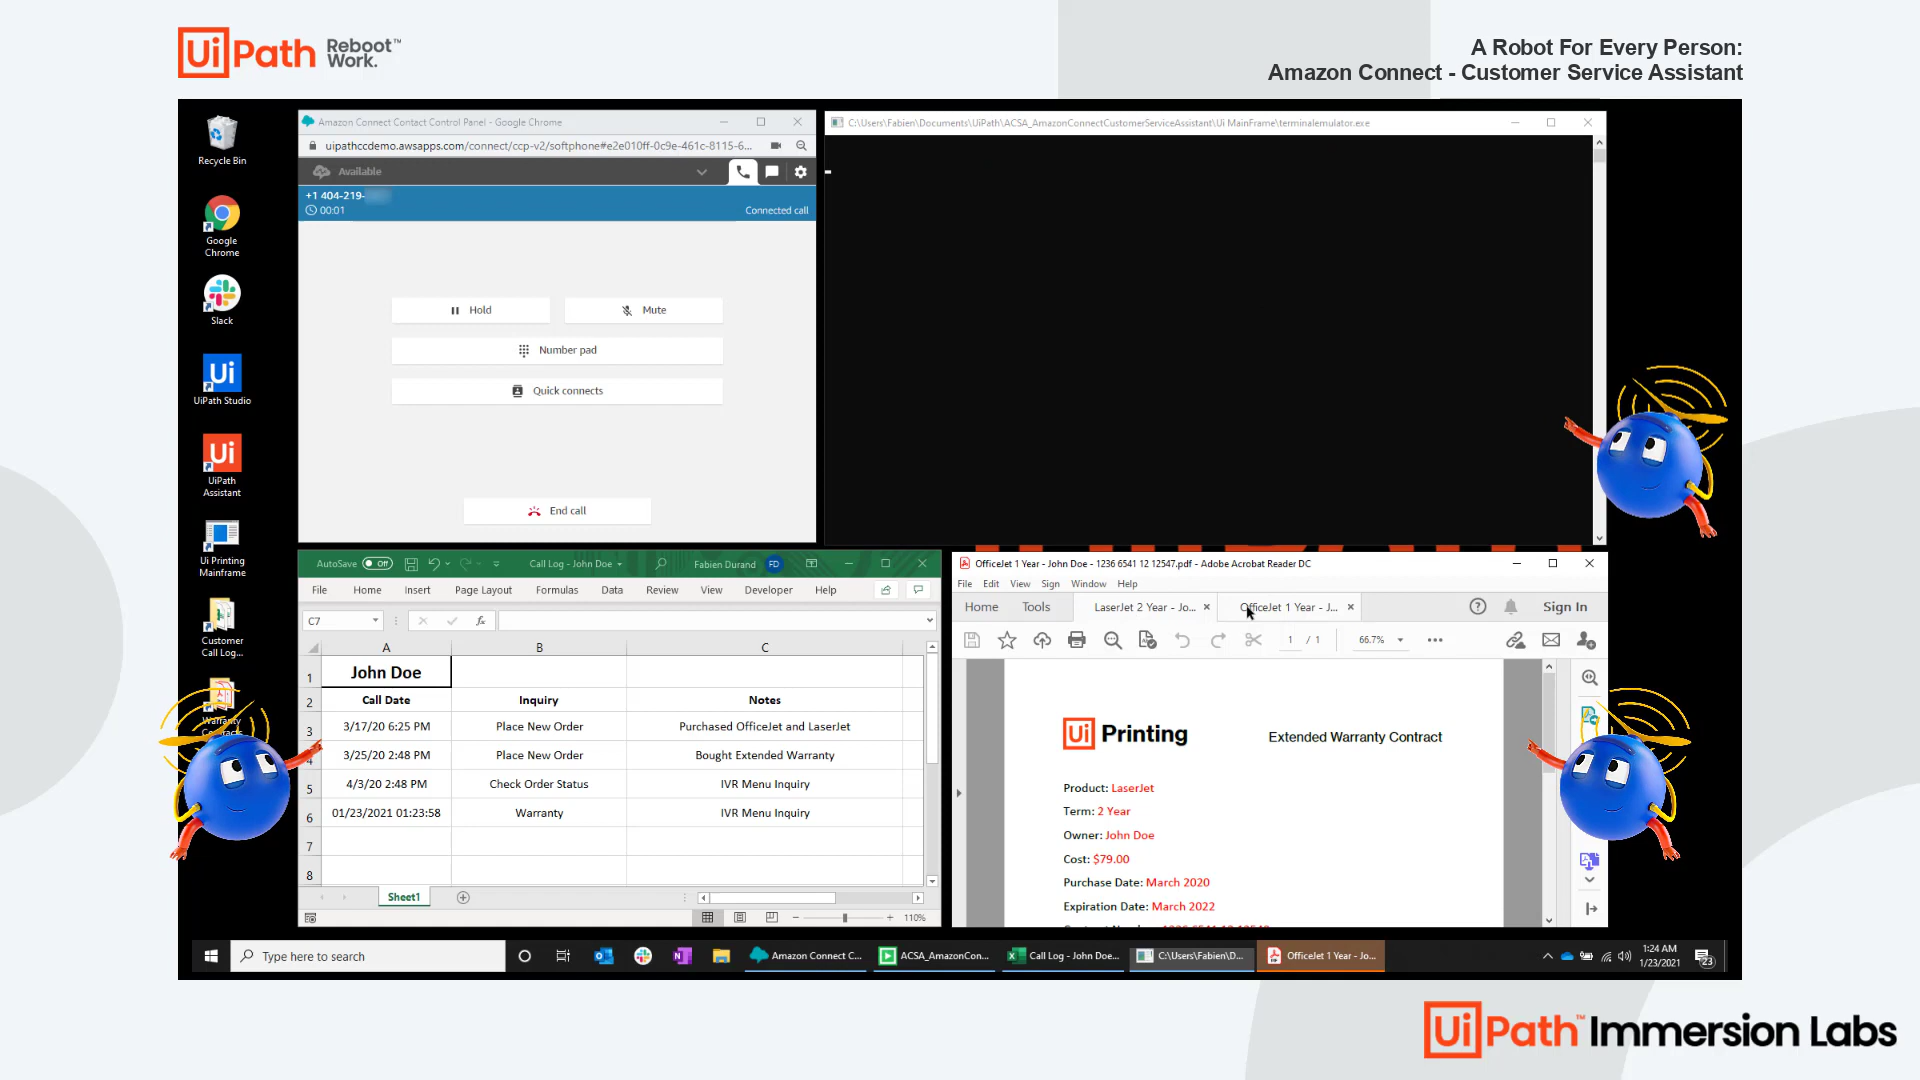 UiPath Reboot Work.™
A Robot For Every Person:
Amazon Connect - Customer Service Assistant
Recycle Bin
Google Chrome
Slack
UiPath Studio
UiPath Assistant
Ui Printing Mainframe
Customer Call Log...
Warranty Contracts
Amazon Connect Contact Control Panel - Google Chrome
uipathccdemo.awsapps.com/connect/ccp-v2/softphone#e2e010ff-0c9e-461c-8115-6...
Available
+1 404-219-
00:01
Connected call
Hold
Mute
Number pad
Quick connects
End call
C:\Users\Fabien\Documents\UiPath\ACSA_AmazonConnectCustomerServiceAssistant\Ui MainFrame\terminalemulator.exe
AutoSave Off
Call Log - John Doe
Fabien Durand FD
File Home Insert Page Layout Formulas Data Review View Developer Help
C7
fx
A B C
1 John Doe
2 Call Date Inquiry Notes
3 3/17/20 6:25 PM Place New Order Purchased OfficeJet and LaserJet
4 3/25/20 2:48 PM Place New Order Bought Extended Warranty
5 4/3/20 2:48 PM Check Order Status IVR Menu Inquiry
6 01/23/2021 01:23:58 Warranty IVR Menu Inquiry
7
8
Sheet1
110%
OfficeJet 1 Year - John Doe - 1236 6541 12 12547.pdf - Adobe Acrobat Reader DC
File Edit View Sign Window Help
Home Tools LaserJet 2 Year - Jo... × OfficeJet 1 Year - J... × Sign In
1 / 1
66.7%
Ui Printing
Extended Warranty Contract
Product: LaserJet
Term: 2 Year
Owner: John Doe
Cost: $79.00
Purchase Date: March 2020
Expiration Date: March 2022
Type here to search
Amazon Connect C...
ACSA_AmazonCon...
Call Log - John Doe...
C:\Users\Fabien\D...
OfficeJet 1 Year - Jo...
1:24 AM
1/23/2021
23
UiPath™ Immersion Labs